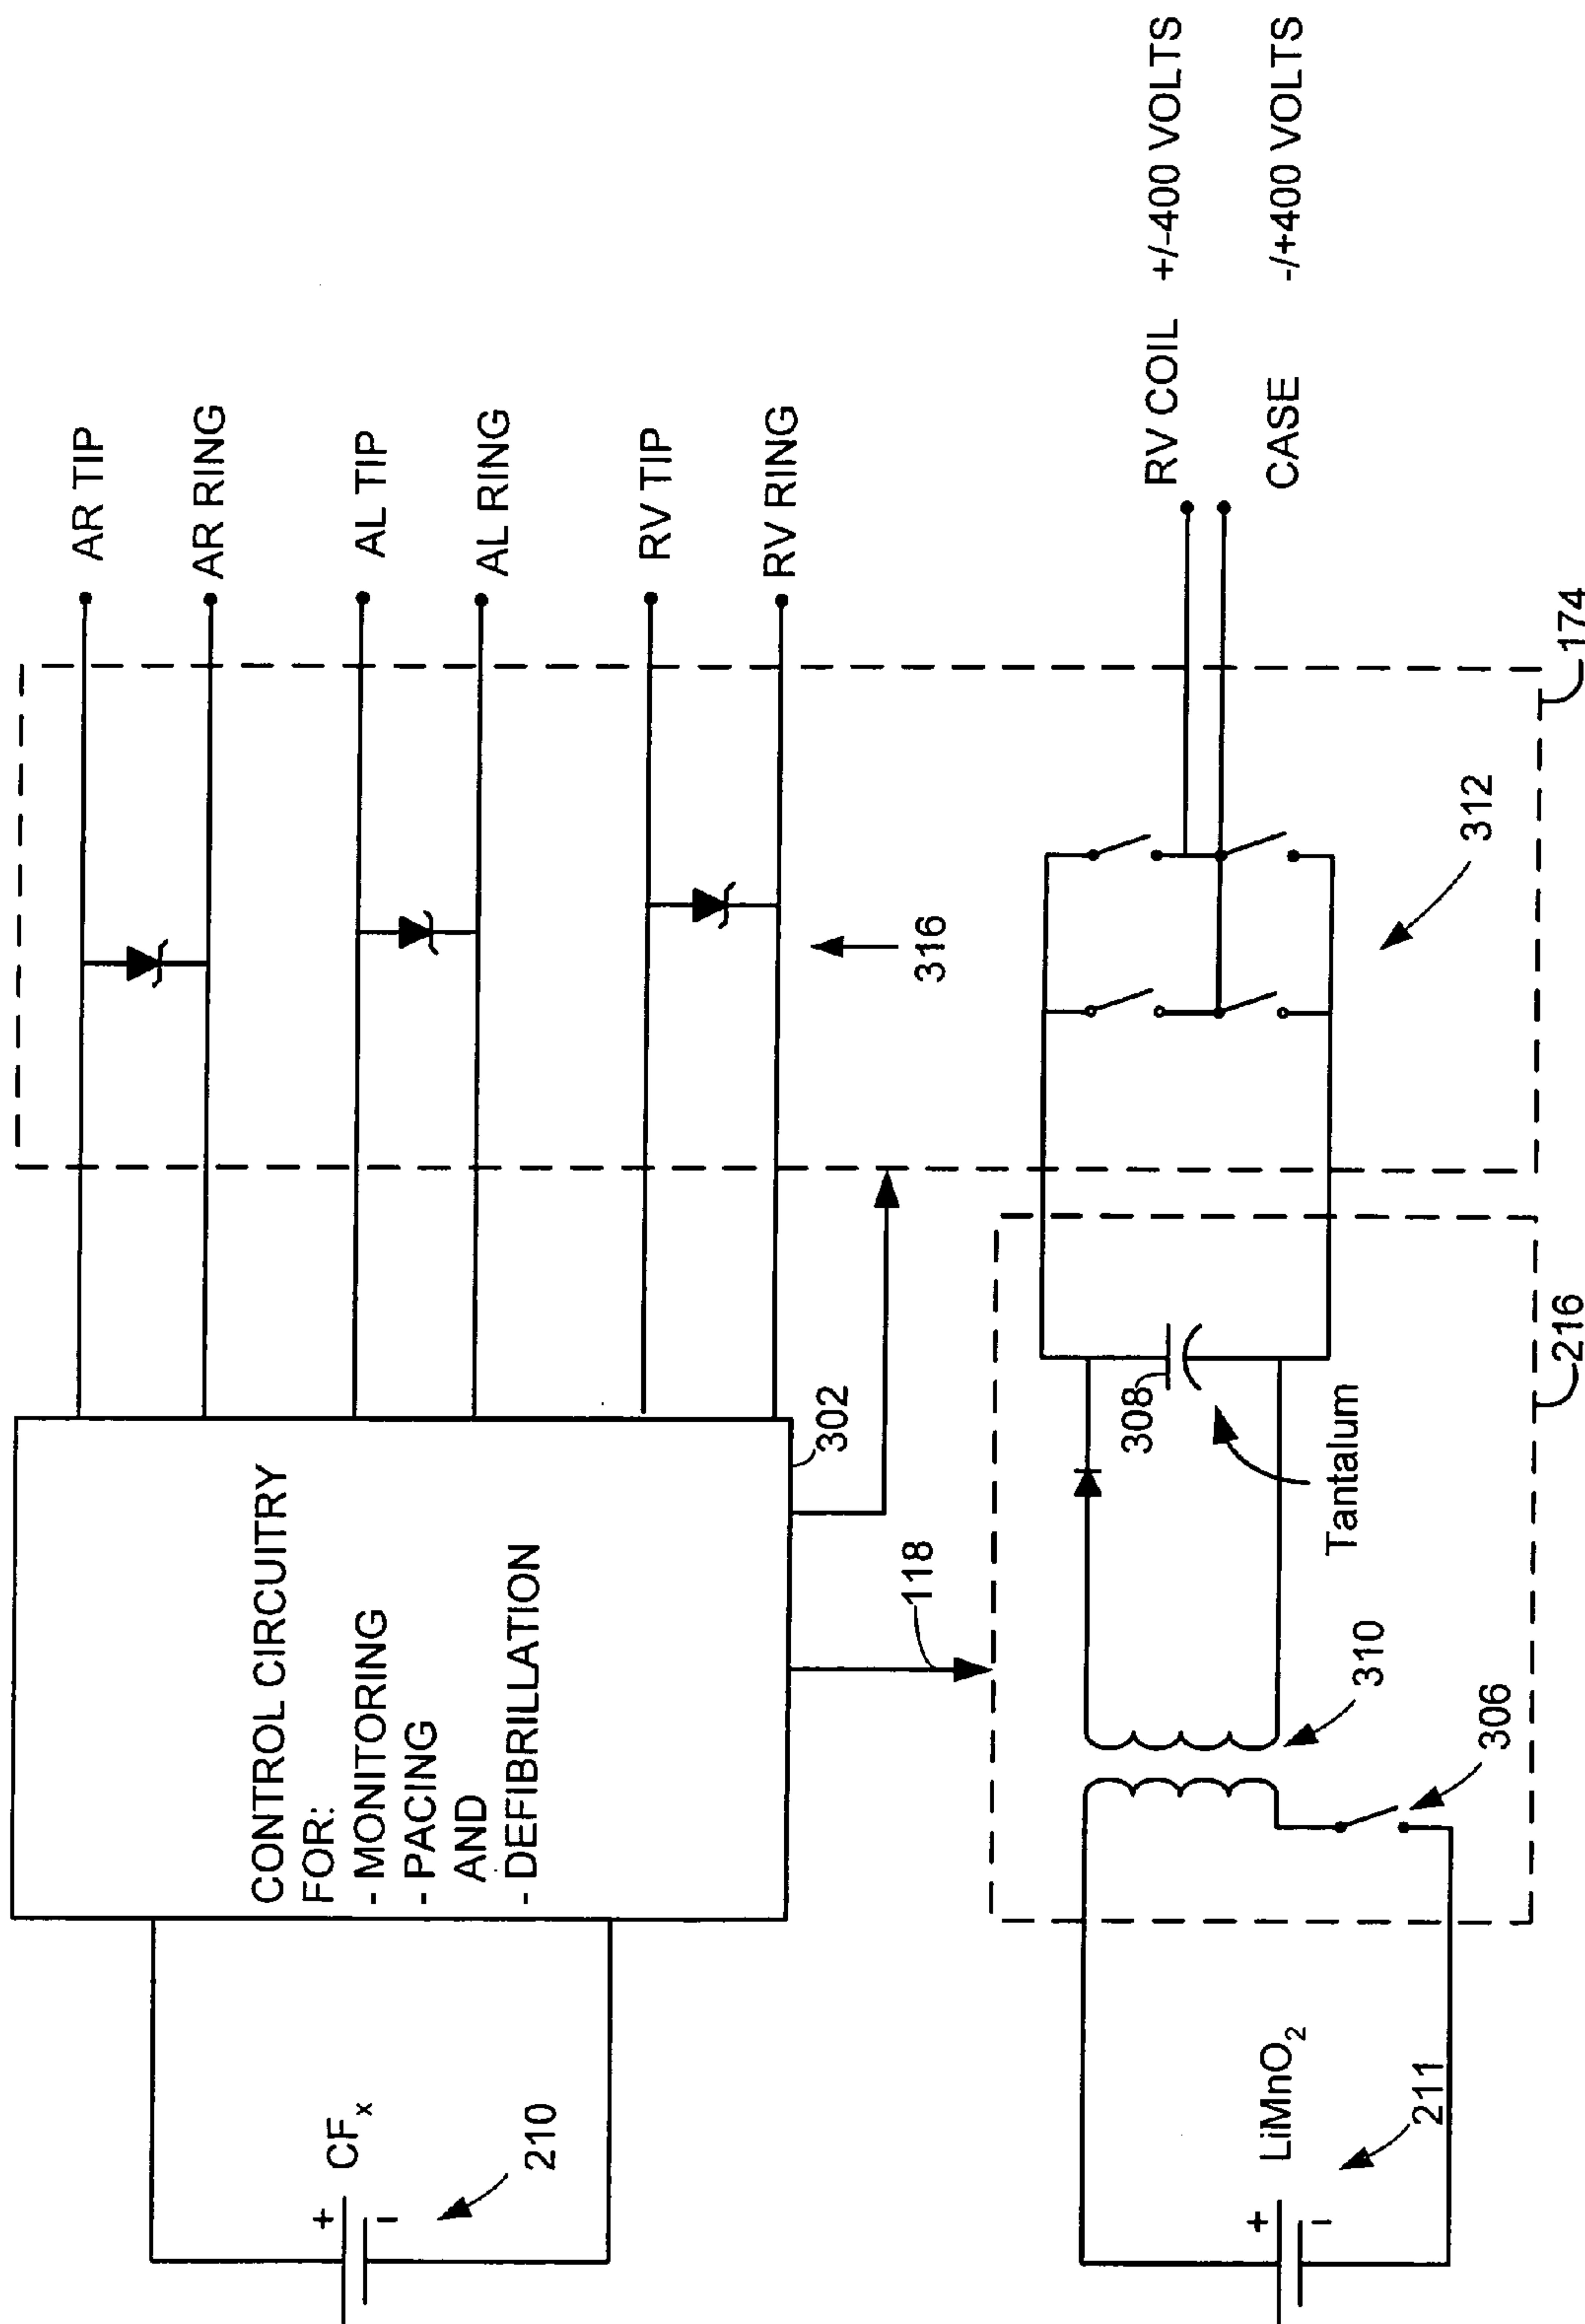 AR TIP
AR RING
AL TIP
AL RING
RV TIP
RV RING
CONTROL CIRCUITRY
FOR:
- MONITORING
- PACING
AND
- DEFIBRILLATION
302
316
+
CFₓ
-
210
118
RV COIL +/-400 VOLTS
CASE -/+400 VOLTS
308
Tantalum
310
306
312
+
LiMnO₂
-
211
216
174